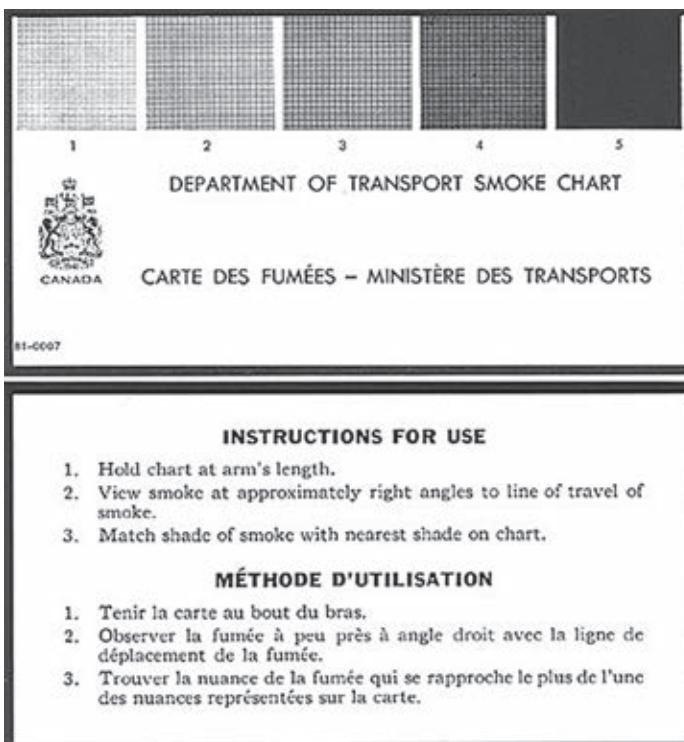 1 2 3 4 5
DEPARTMENT OF TRANSPORT SMOKE CHART
CANADA
CARTE DES FUMÉES – MINISTÈRE DES TRANSPORTS
81-0007
INSTRUCTIONS FOR USE
1. Hold chart at arm's length.
2. View smoke at approximately right angles to line of travel of
smoke.
3. Match shade of smoke with nearest shade on chart.
MÉTHODE D'UTILISATION
1. Tenir la carte au bout du bras.
2. Observer la fumée à peu près à angle droit avec la ligne de
déplacement de la fumée.
3. Trouver la nuance de la fumée qui se rapproche le plus de l'une
des nuances représentées sur la carte.